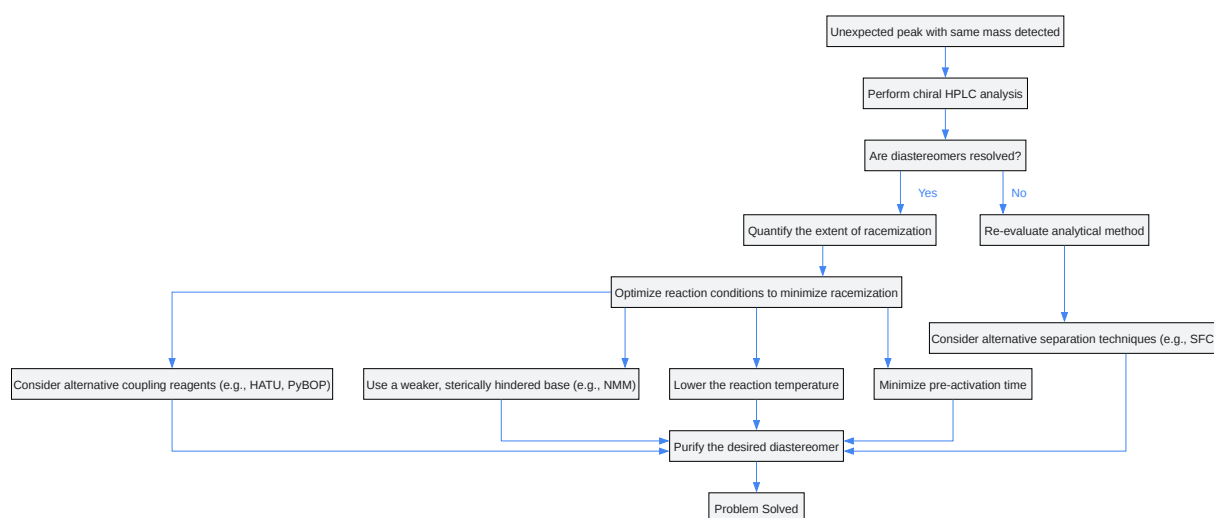 Unexpected peak with same mass detected
Perform chiral HPLC analysis
Are diastereomers resolved?
Yes
No
Quantify the extent of racemization
Re-evaluate analytical method
Optimize reaction conditions to minimize racemization
Consider alternative separation techniques (e.g., SFC
Consider alternative coupling reagents (e.g., HATU, PyBOP)
Use a weaker, sterically hindered base (e.g., NMM)
Lower the reaction temperature
Minimize pre-activation time
Purify the desired diastereomer
Problem Solved